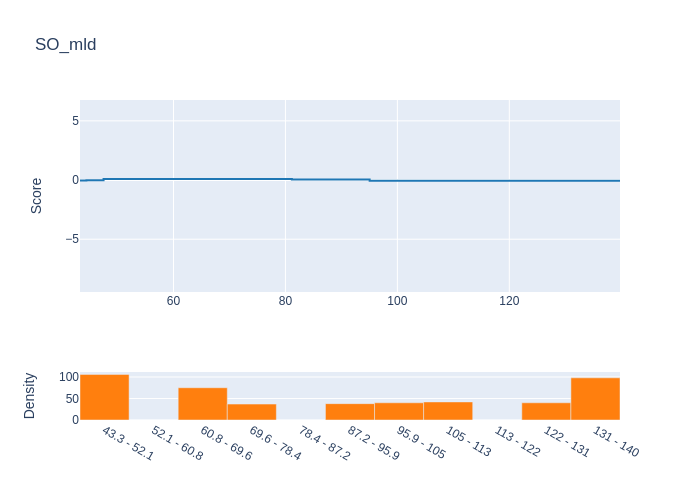 SO_mld
5
0
−5
Score
60 80 100 120
100
50
0
Density
43.3 - 52.1
52.1 - 60.8
60.8 - 69.6
69.6 - 78.4
78.4 - 87.2
87.2 - 95.9
95.9 - 105
105 - 113
113 - 122
122 - 131
131 - 140